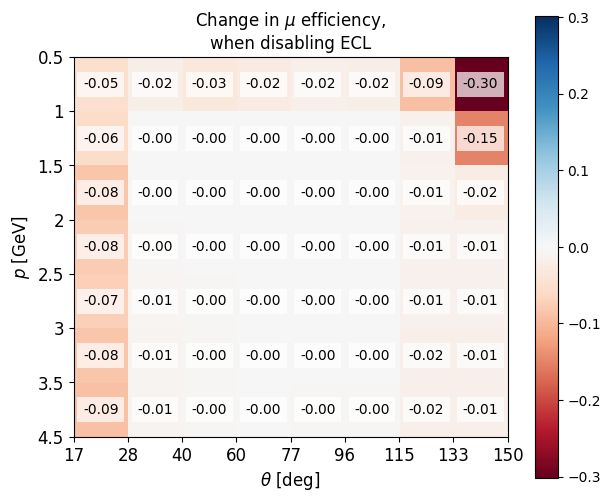 Change in μ efficiency,
when disabling ECL
0.5
1
1.5
2
2.5
3
3.5
4.5
p [GeV]
-0.05 -0.02 -0.03 -0.02 -0.02 -0.02 -0.09 -0.30
-0.06 -0.00 -0.00 -0.00 -0.00 -0.00 -0.01 -0.15
-0.08 -0.00 -0.00 -0.00 -0.00 -0.00 -0.01 -0.02
-0.08 -0.00 -0.00 -0.00 -0.00 -0.00 -0.01 -0.01
-0.07 -0.01 -0.00 -0.00 -0.00 -0.00 -0.01 -0.01
-0.08 -0.01 -0.00 -0.00 -0.00 -0.00 -0.02 -0.01
-0.09 -0.01 -0.00 -0.00 -0.00 -0.00 -0.02 -0.01
17 28 40 60 77 96 115 133 150
θ [deg]
0.3
0.2
0.1
0.0
−0.1
−0.2
−0.3